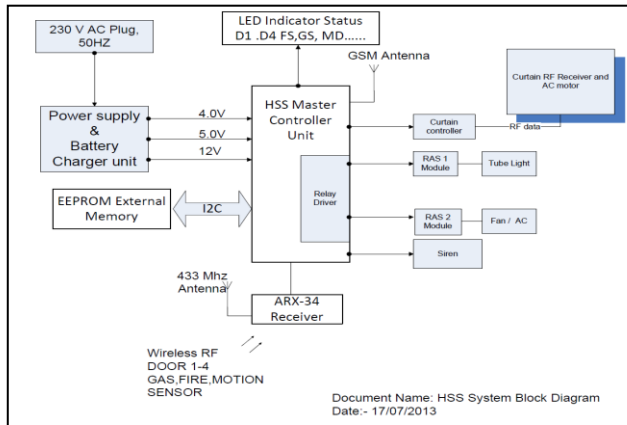 230 V AC Plug,
50HZ
LED Indicator Status
D1 .D4 FS,GS, MD......
GSM Antenna
Curtain RF Receiver and
AC motor
Power supply
&
Battery
Charger unit
4.0V
5.0V
12V
HSS Master
Controller
Unit
Curtain
controller
RF data
RAS 1
Module
Tube Light
Relay
Driver
EEPROM External
Memory
I2C
RAS 2
Module
Fan / AC
Siren
433 Mhz
Antenna
ARX-34
Receiver
Wireless RF
DOOR 1-4
GAS,FIRE,MOTION
SENSOR
Document Name: HSS System Block Diagram
Date:- 17/07/2013